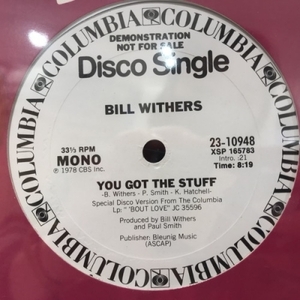 COLUMBIA COLUMBIA COLUMBIA COLUMBIA COLUMBIA COLUMBIA
DEMONSTRATION
NOT FOR SALE
Disco Single
BILL WITHERS
33⅓ RPM
MONO
℗ 1978 CBS Inc.
23-10948
XSP 165783
Intro. :21
Time: 8:19
YOU GOT THE STUFF
-B. Withers - P. Smith - K. Hatchell-
Special Disco Version From The Columbia
Lp: " 'BOUT LOVE" JC 35596
Produced by Bill Withers
and Paul Smith
Publisher: Bleunig Music
(ASCAP)